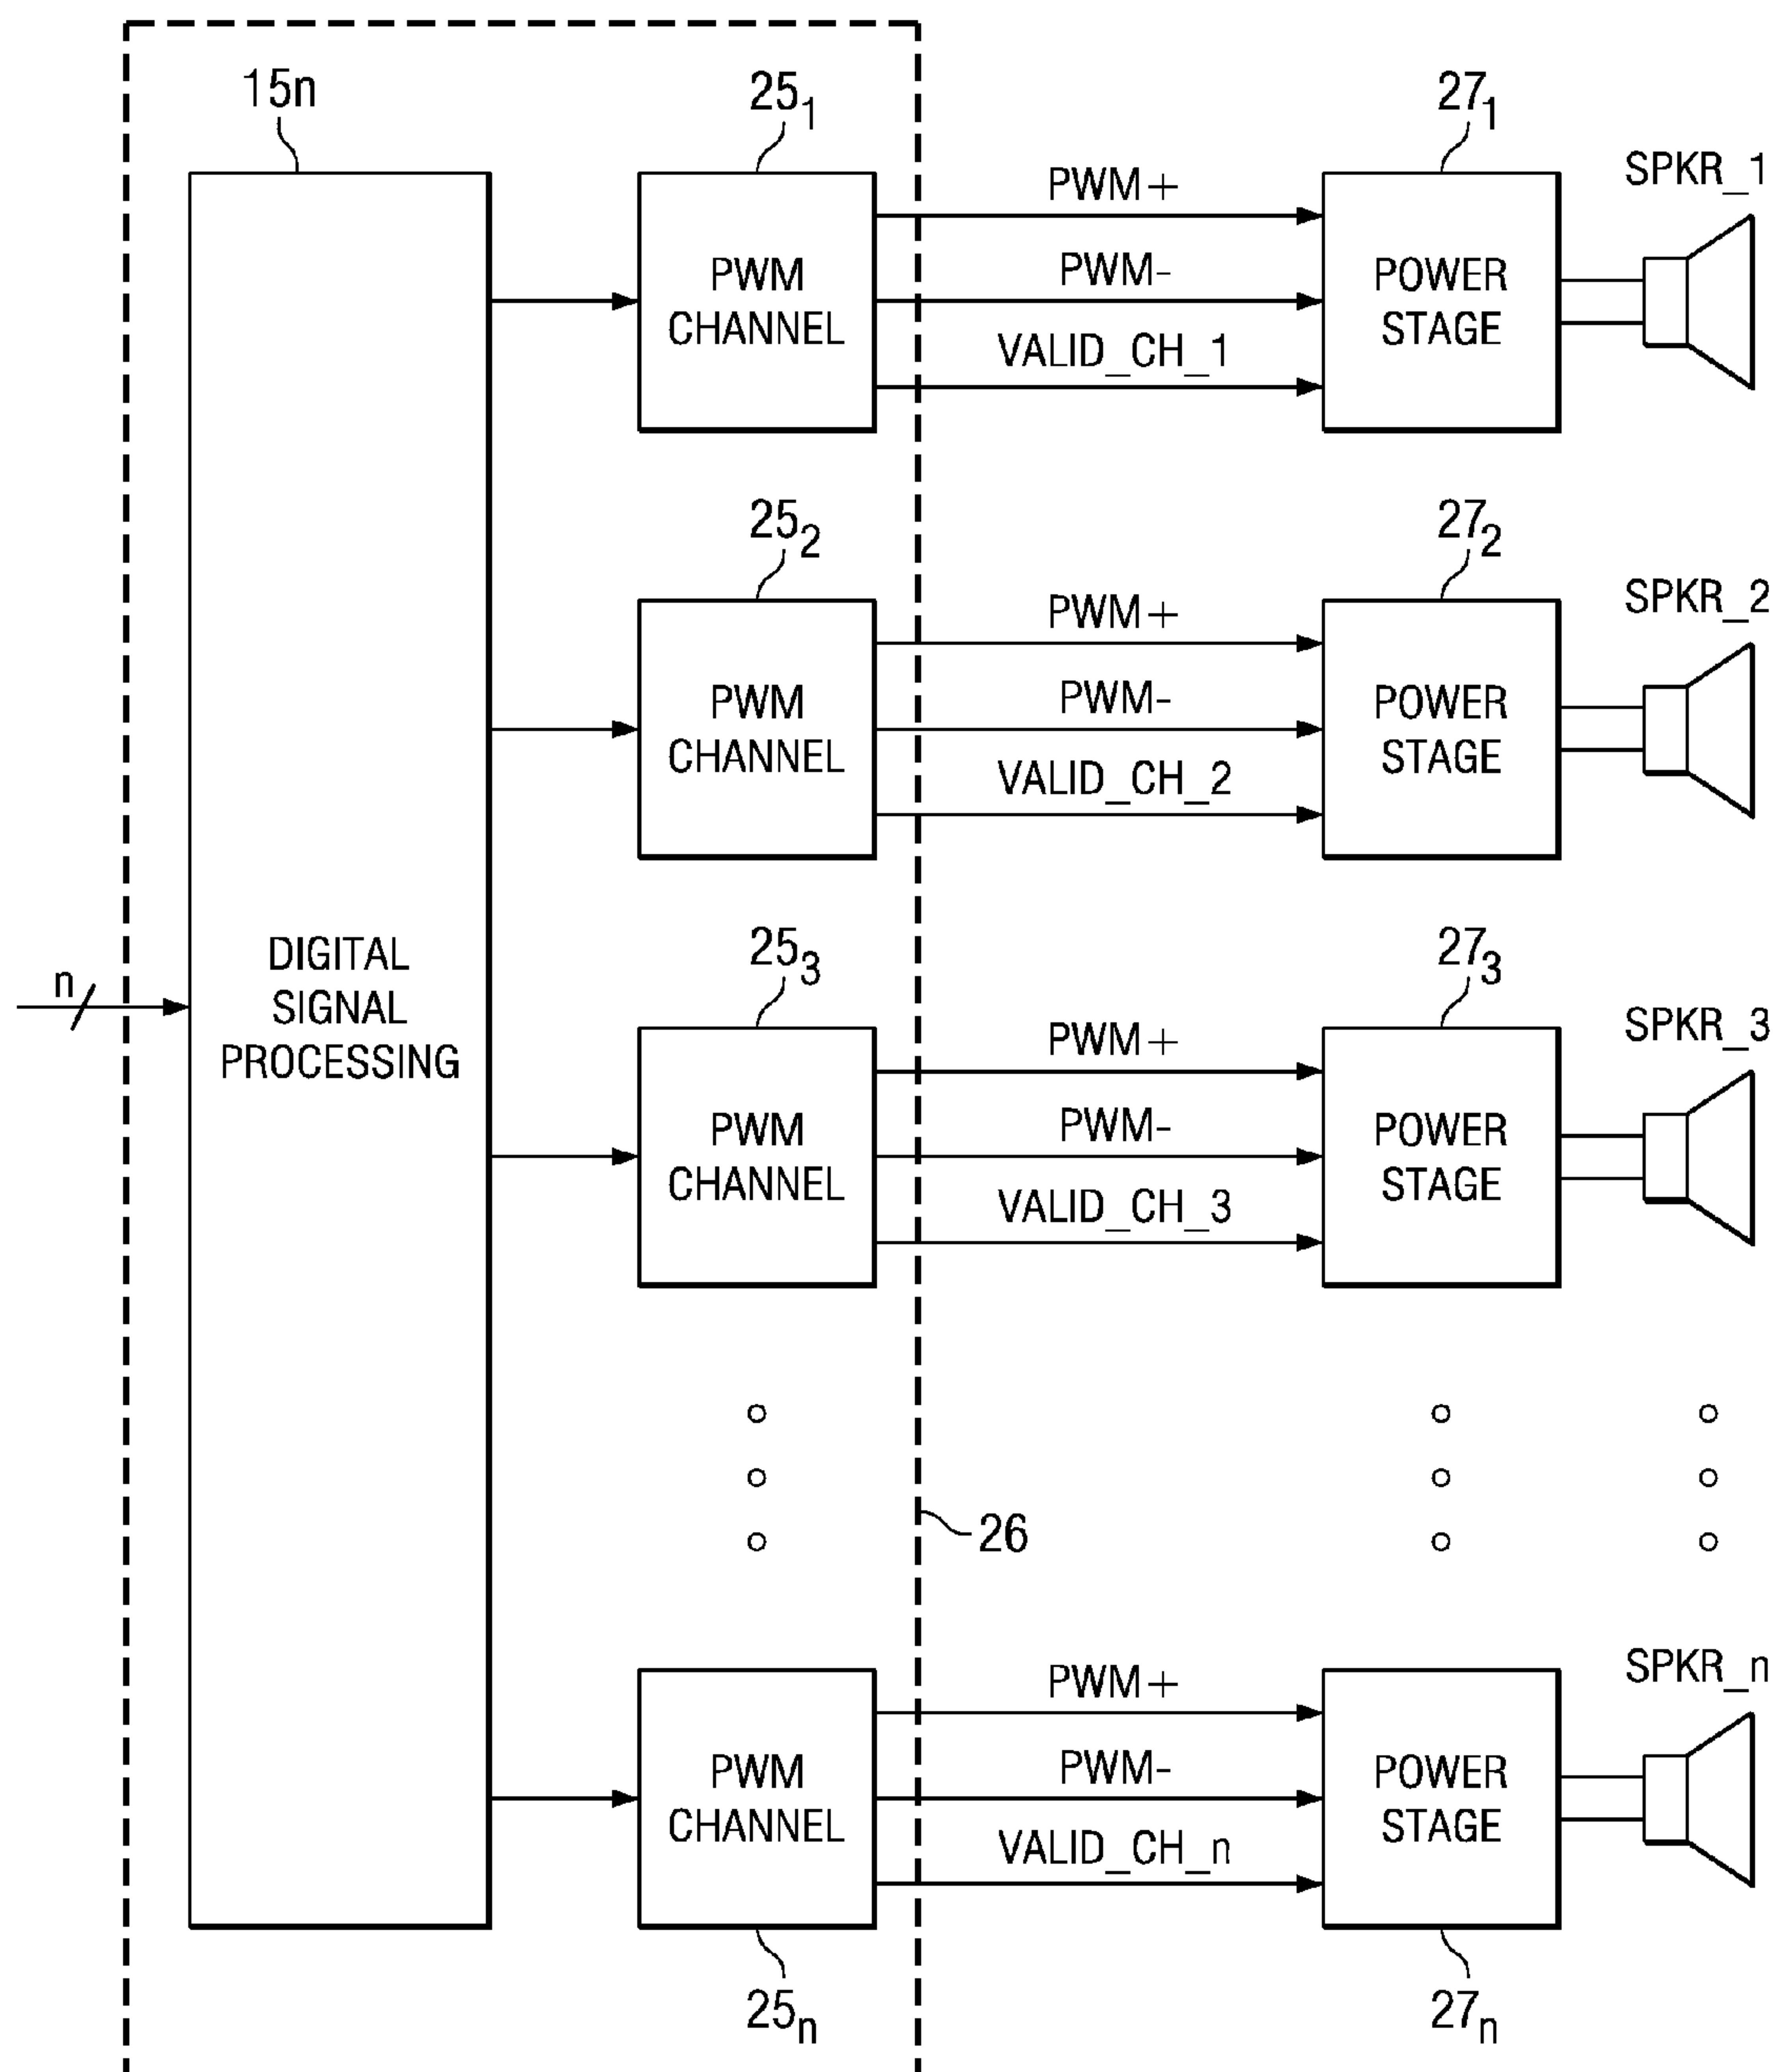 15n
25₁
27₁
SPKR_1
PWM+
PWM
CHANNEL
PWM-
POWER
STAGE
VALID_CH_1
25₂
27₂
SPKR_2
PWM+
PWM
CHANNEL
PWM-
POWER
STAGE
VALID_CH_2
n
DIGITAL
SIGNAL
PROCESSING
25₃
27₃
SPKR_3
PWM+
PWM
CHANNEL
PWM-
POWER
STAGE
VALID_CH_3
26
SPKR_n
PWM+
PWM
CHANNEL
PWM-
POWER
STAGE
VALID_CH_n
25ₙ
27ₙ